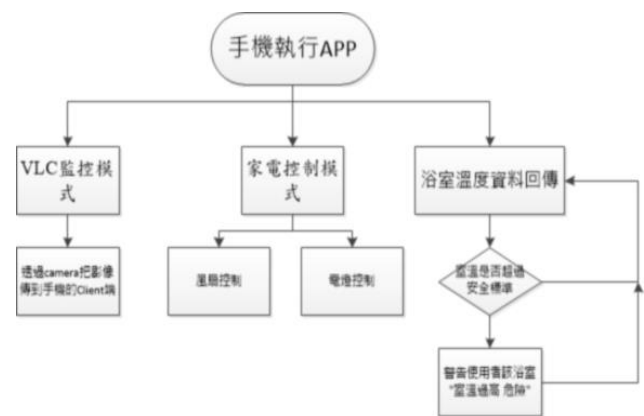 手機執行APP
VLC監控模
式
家電控制模
式
浴室溫度資料回傳
透過camera把影像
傳到手機的Client端
風扇控制
電燈控制
室溫是否超過
安全標準
警告使用者該浴室
"室溫過高 危險"